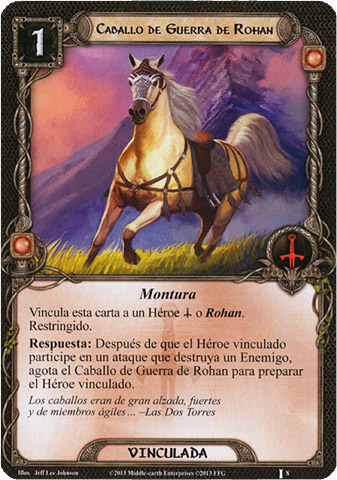 1
Caballo de Guerra de Rohan
Montura
Vincula esta carta a un Héroe o Rohan.
Restringido.
Respuesta: Después de que el Héroe vinculado
participe en un ataque que destruya un Enemigo,
agota el Caballo de Guerra de Rohan para preparar
el Héroe vinculado.
Los caballos eran de gran alzada, fuertes
y de miembros ágiles... –Las Dos Torres
VINCULADA
Illus. Jeff Lee Johnson
©2013 Middle-earth Enterprises ©2013 FFG
8